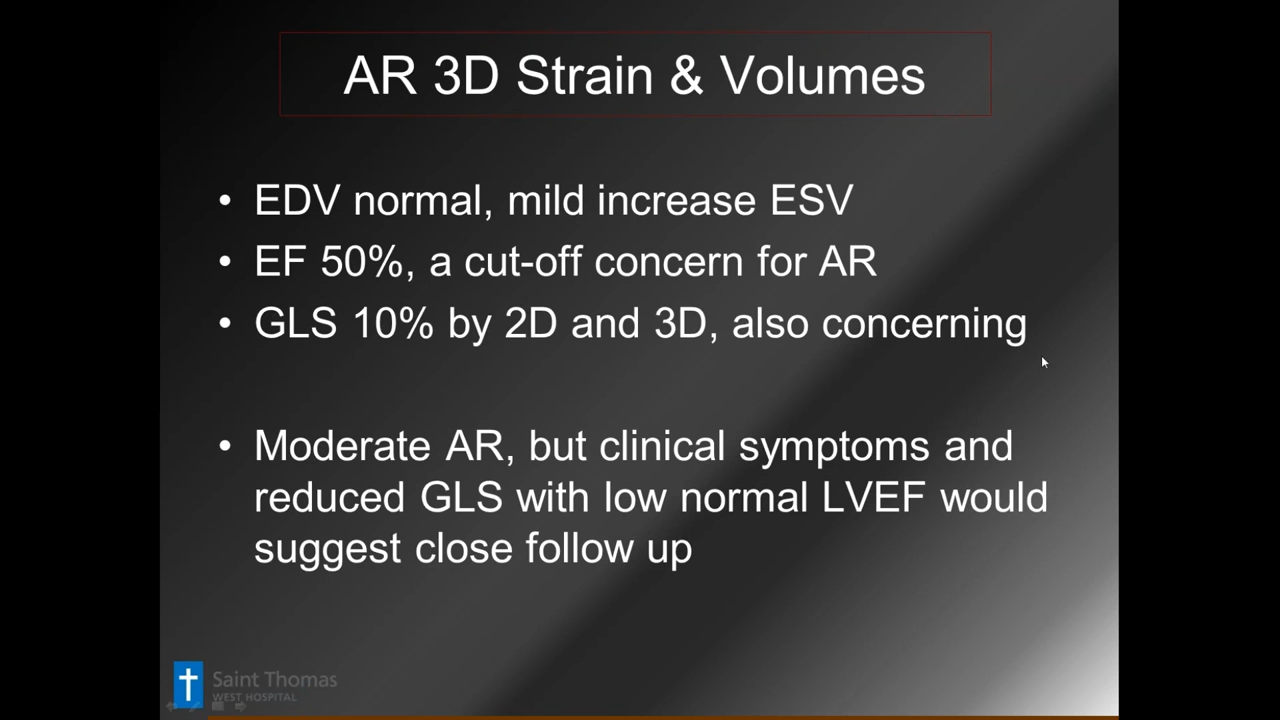 AR 3D Strain & Volumes
• EDV normal, mild increase ESV
• EF 50%, a cut-off concern for AR
• GLS 10% by 2D and 3D, also concerning
• Moderate AR, but clinical symptoms and
reduced GLS with low normal LVEF would
suggest close follow up
Saint Thomas
WEST HOSPITAL